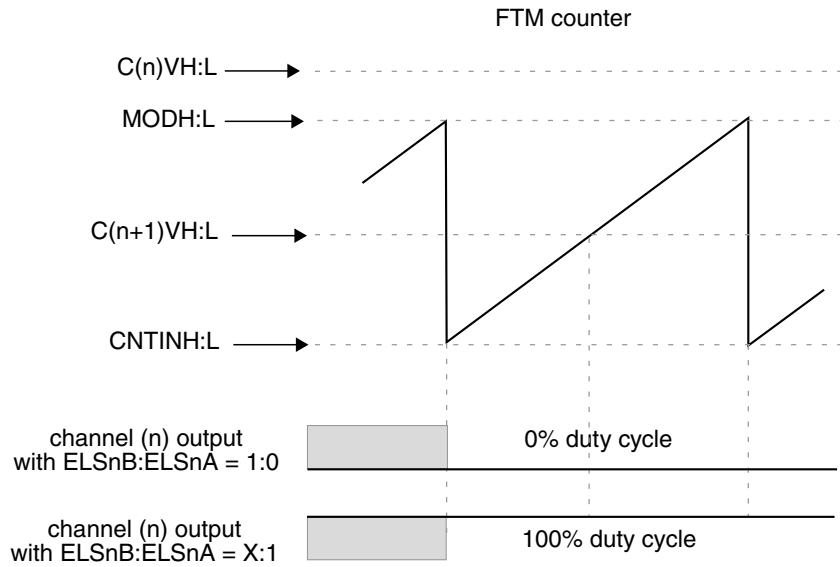 FTM counter
C(n)VH:L
MODH:L
C(n+1)VH:L
CNTINH:L
channel (n) output
with ELSnB:ELSnA = 1:0
0% duty cycle
channel (n) output
with ELSnB:ELSnA = X:1
100% duty cycle